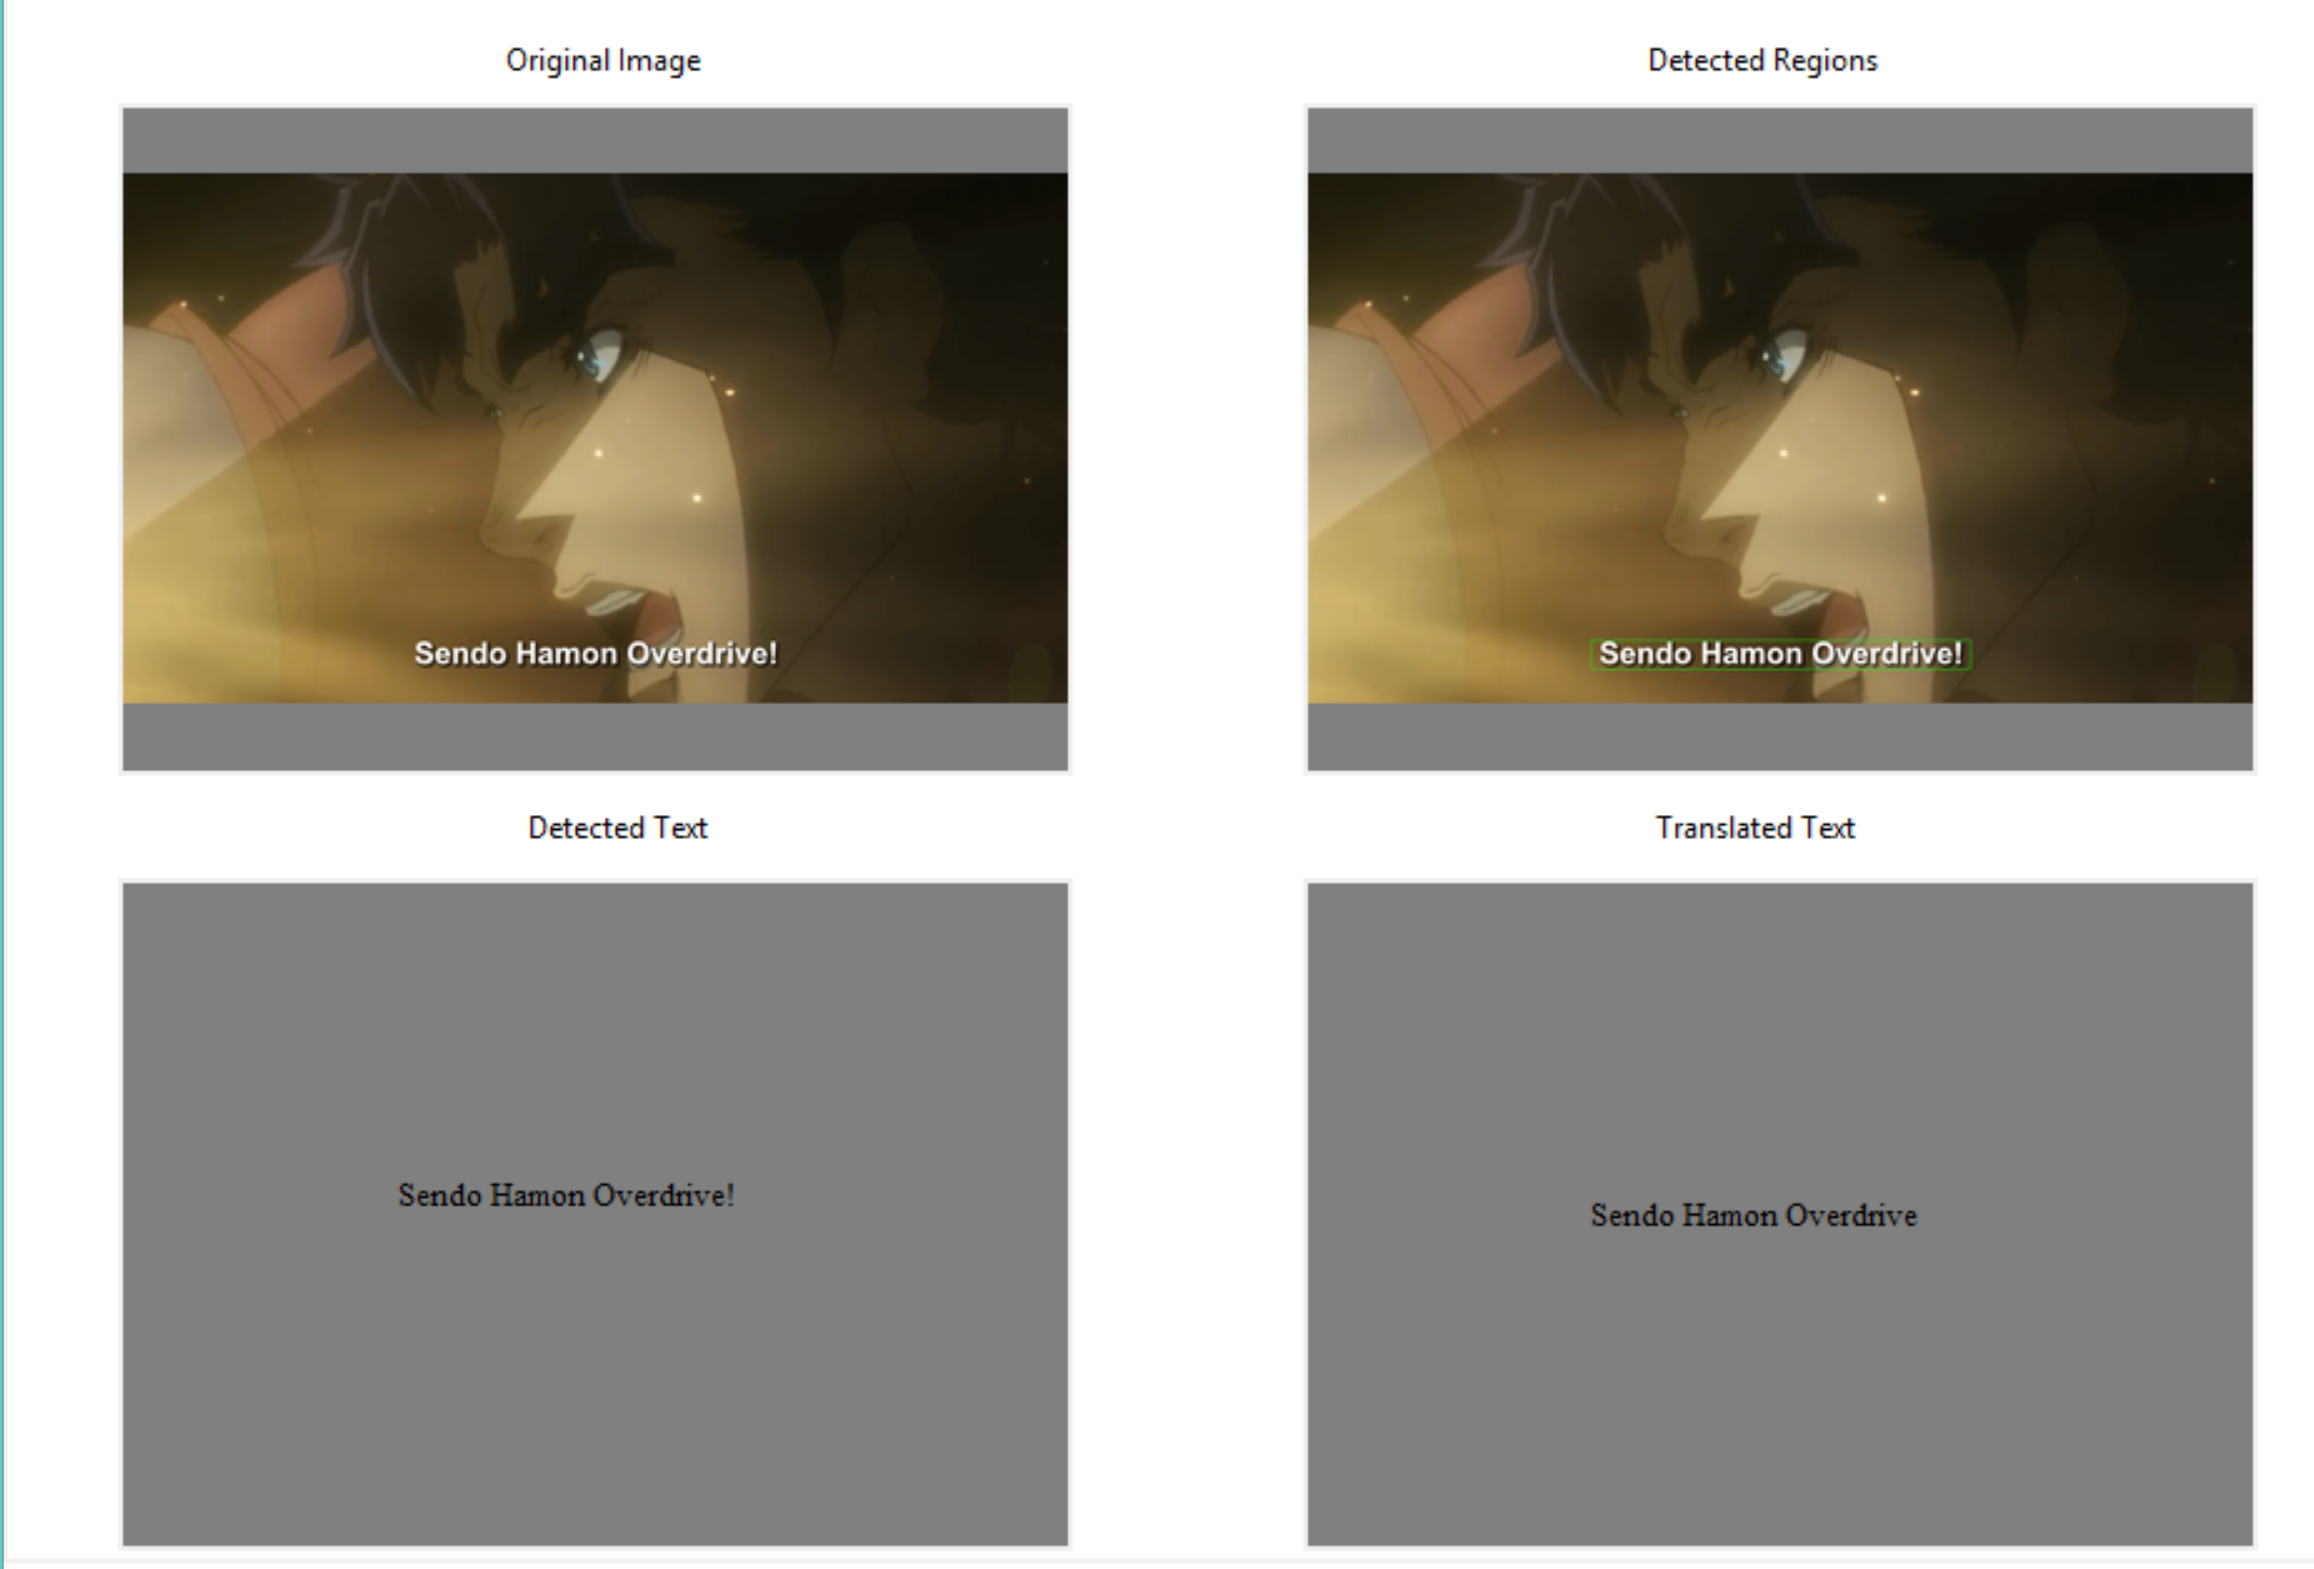 Original Image
Detected Regions
Sendo Hamon Overdrive!
Sendo Hamon Overdrive!
Detected Text
Translated Text
Sendo Hamon Overdrive!
Sendo Hamon Overdrive